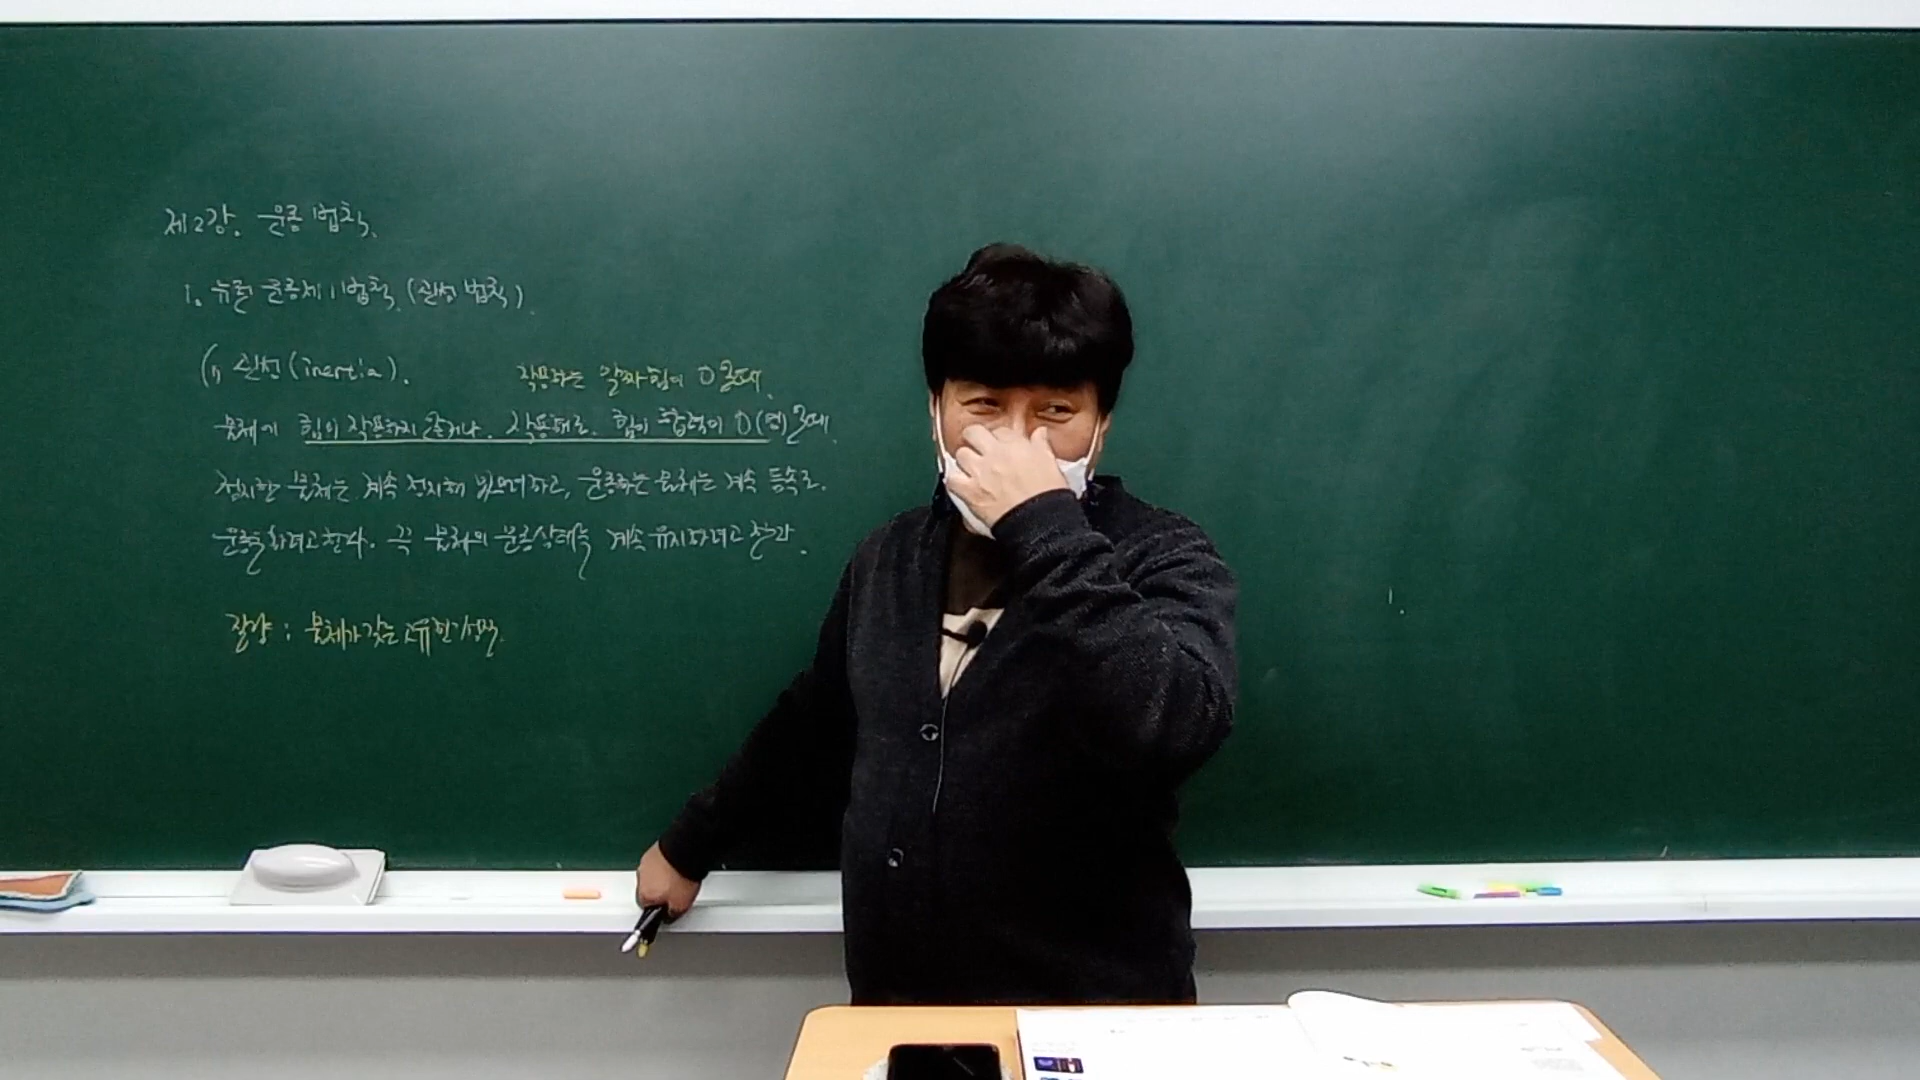 제2강. 운동 법칙.
1. 뉴턴 운동 제1법칙. (관성 법칙).
(1) 관성 (inertia).
작용하는 알짜힘이 0일때.
물체에 힘이 작용하지 않거나. 작용해도. 힘의 합력이 0(영)일때.
정지한 물체는 계속 정지해 있으려하고, 운동하는 물체는 계속 등속도.
운동을 하려고 한다. 곧 물체의 운동상태를 계속 유지하려고 한다.
질량 : 물체가 갖는 고유한 성질.
1.